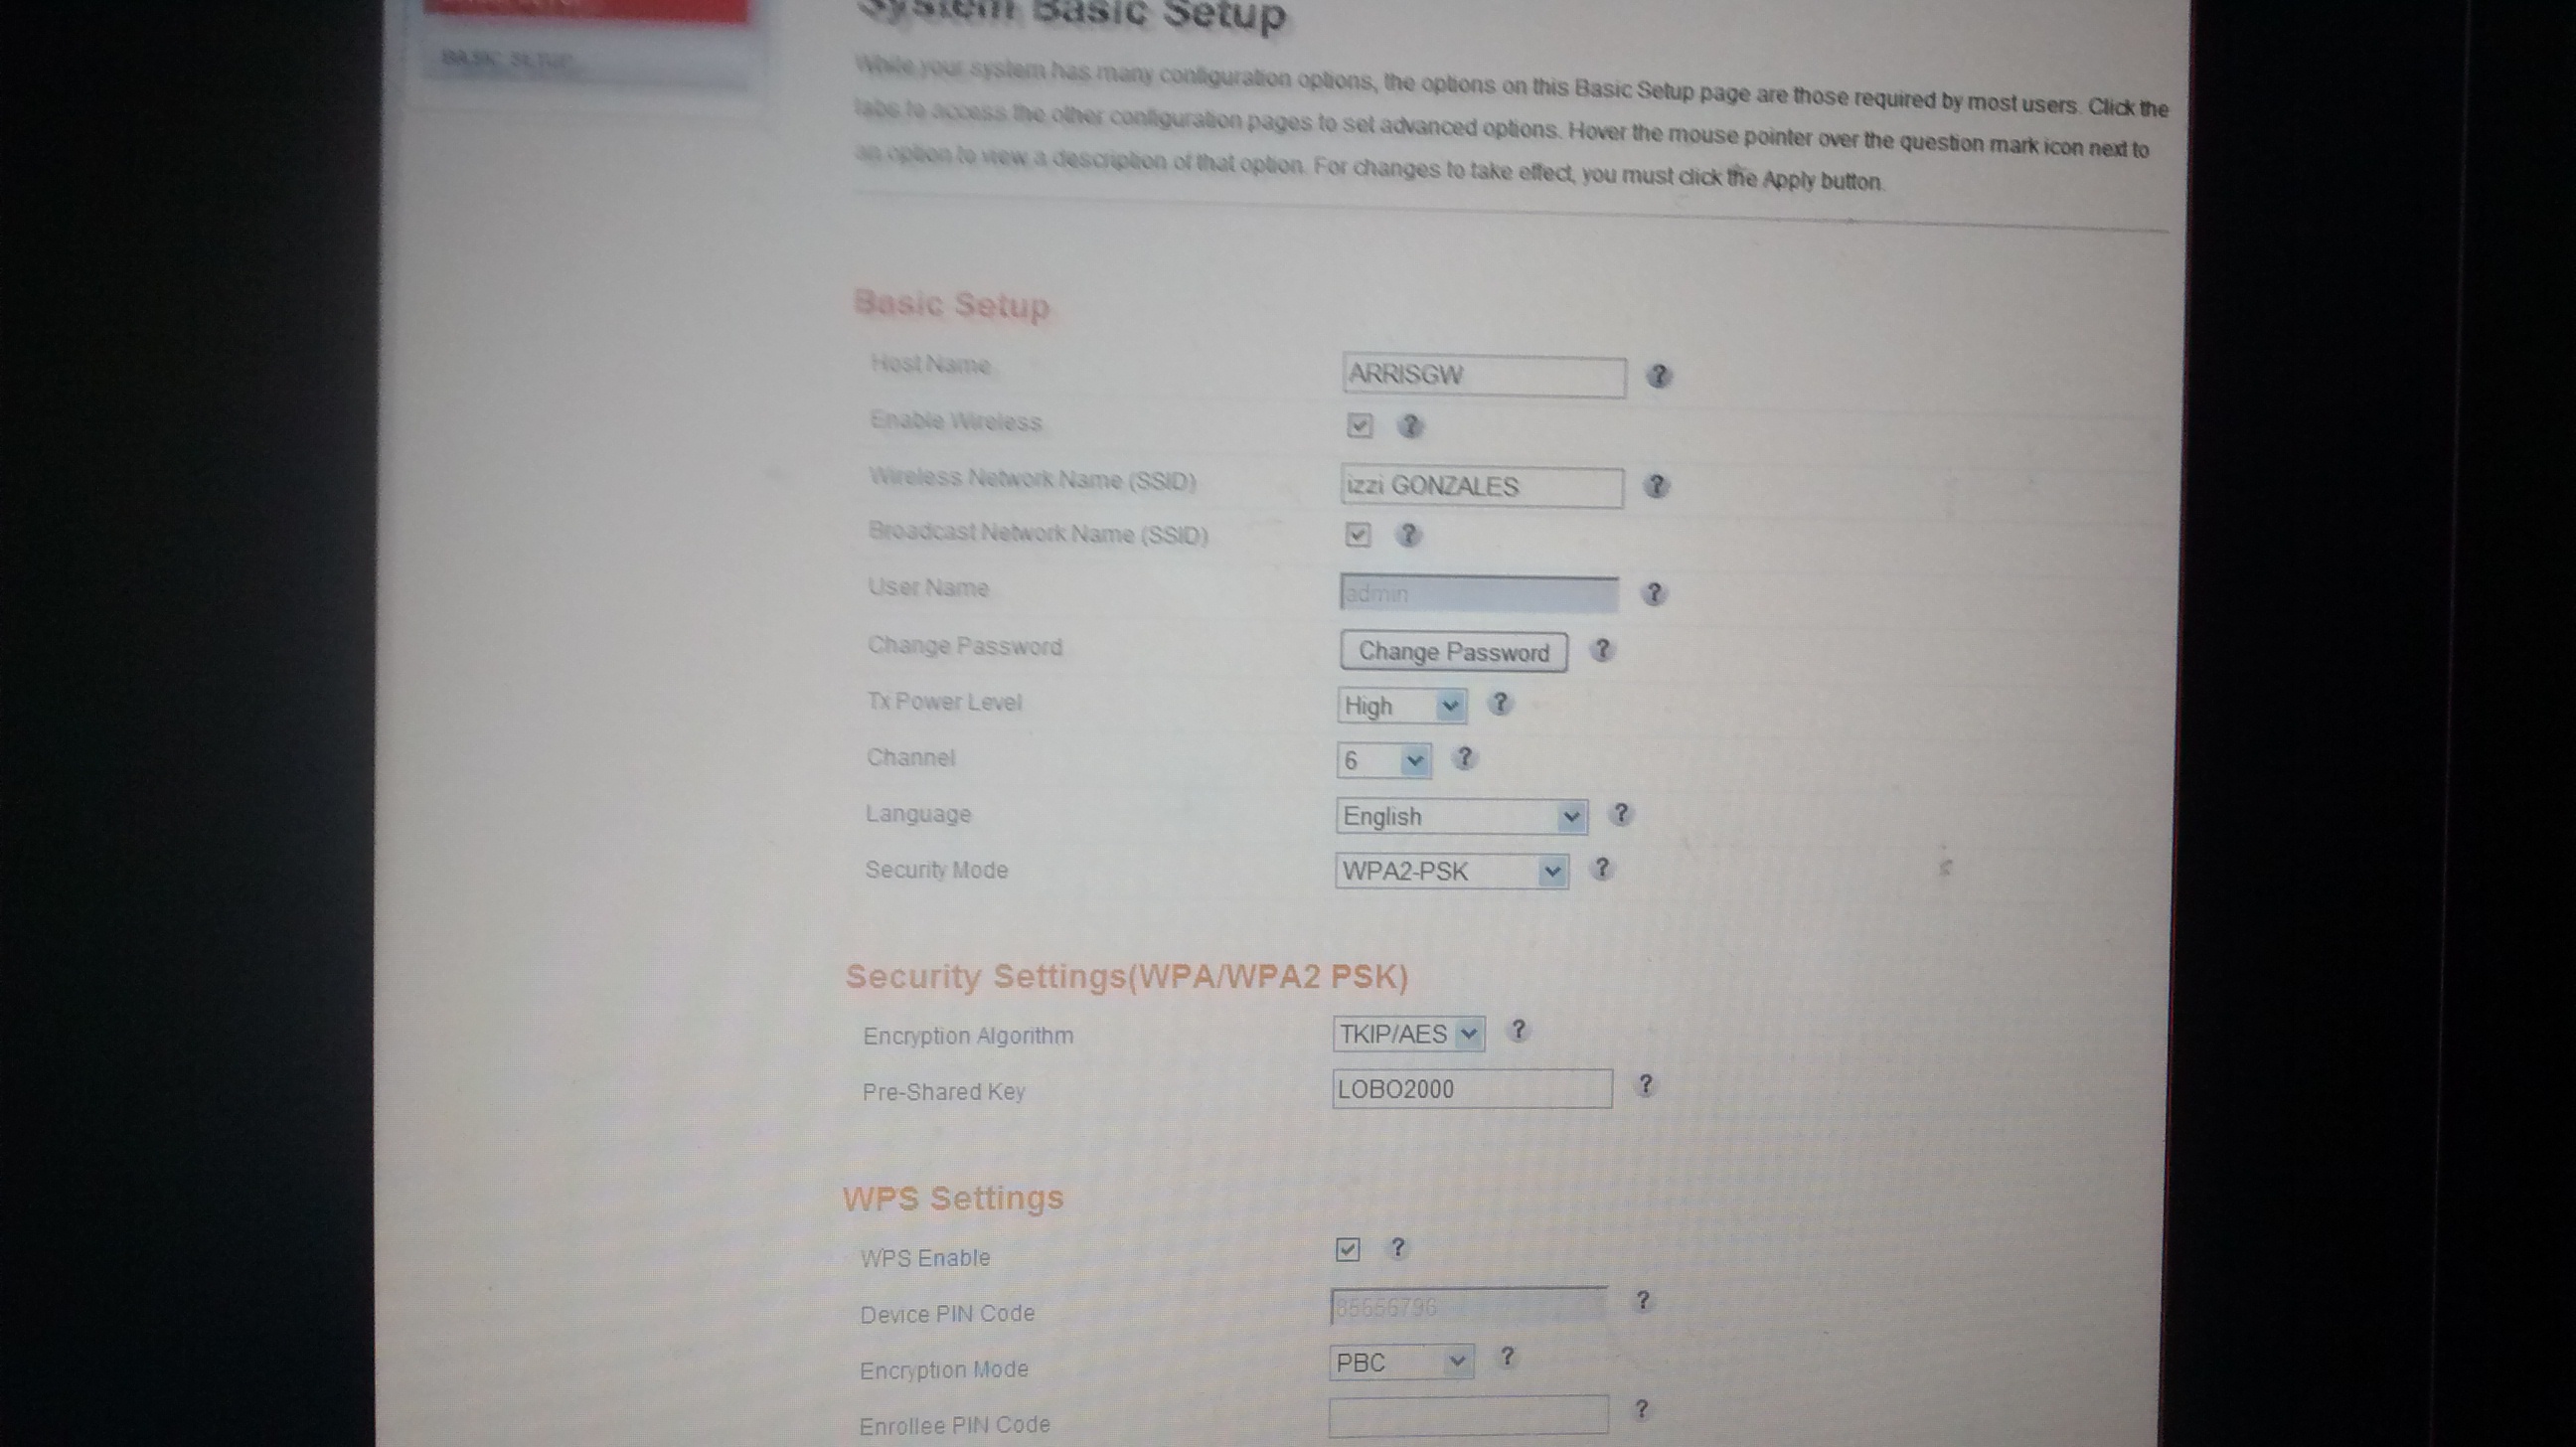 System Basic Setup
BASIC SETUP
While your system has many configuration options, the options on this Basic Setup page are those required by most users. Click the
tabs to access the other configuration pages to set advanced options. Hover the mouse pointer over the question mark icon next to
an option to view a description of that option. For changes to take effect, you must click the Apply button.
Basic Setup
Host Name ARRISGW ?
Enable Wireless ?
Wireless Network Name (SSID) izzi GONZALES ?
Broadcast Network Name (SSID) ?
User Name admin ?
Change Password Change Password ?
Tx Power Level High ?
Channel 6 ?
Language English ?
Security Mode WPA2-PSK ?
Security Settings(WPA/WPA2 PSK)
Encryption Algorithm TKIP/AES ?
Pre-Shared Key LOBO2000 ?
WPS Settings
WPS Enable ?
Device PIN Code ?
Encryption Mode PBC ?
Enrollee PIN Code ?